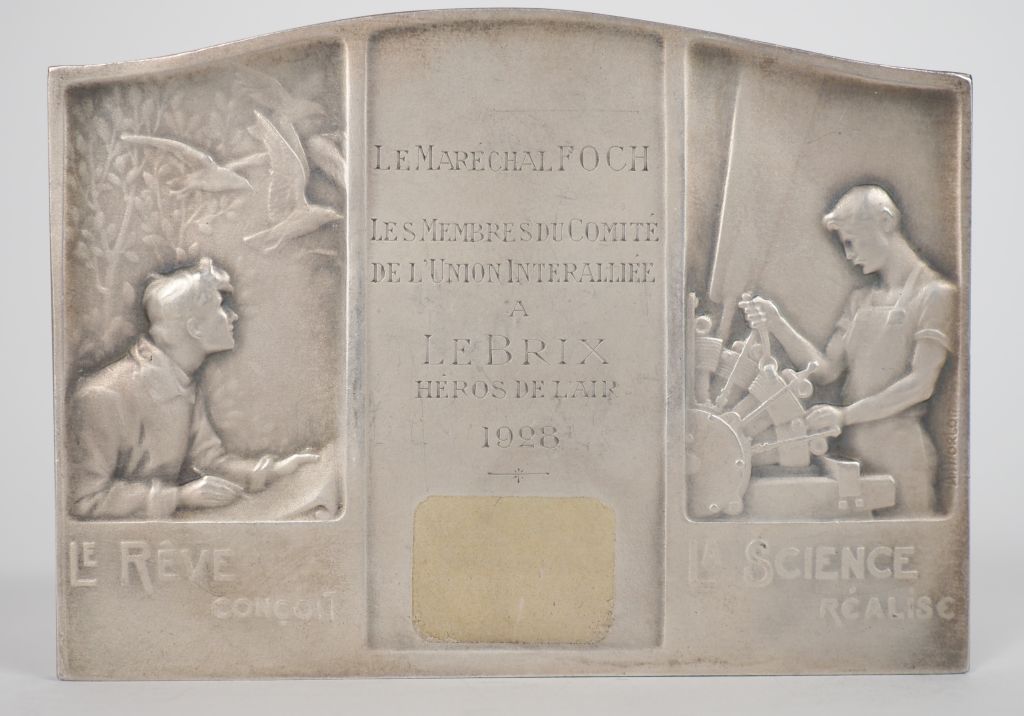 LE MARÉCHAL FOCH
LES MEMBRES DU COMITÉ
DE L'UNION INTERALLIÉE
A
LE BRIX
HÉROS DE L'AIR
1928
LE RÊVE
CONÇOIT
LA SCIENCE
RÉALISE